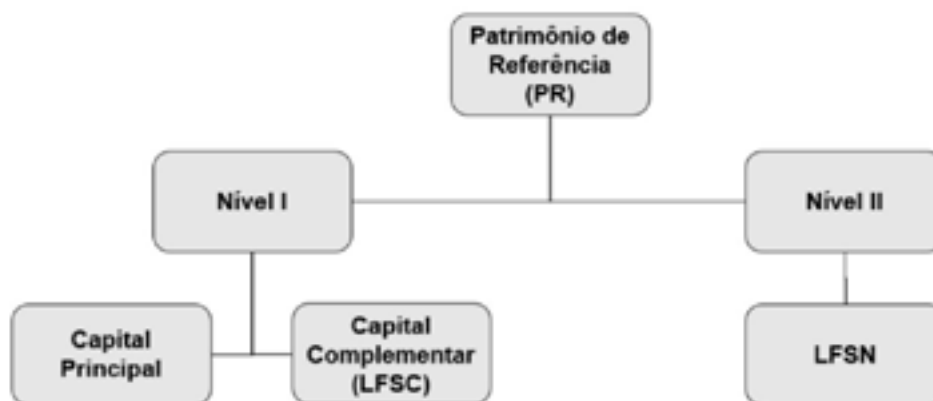 Patrimônio de
Referência
(PR)
Nível I
Nível II
Capital
Principal
Capital
Complementar
(LFSC)
LFSN